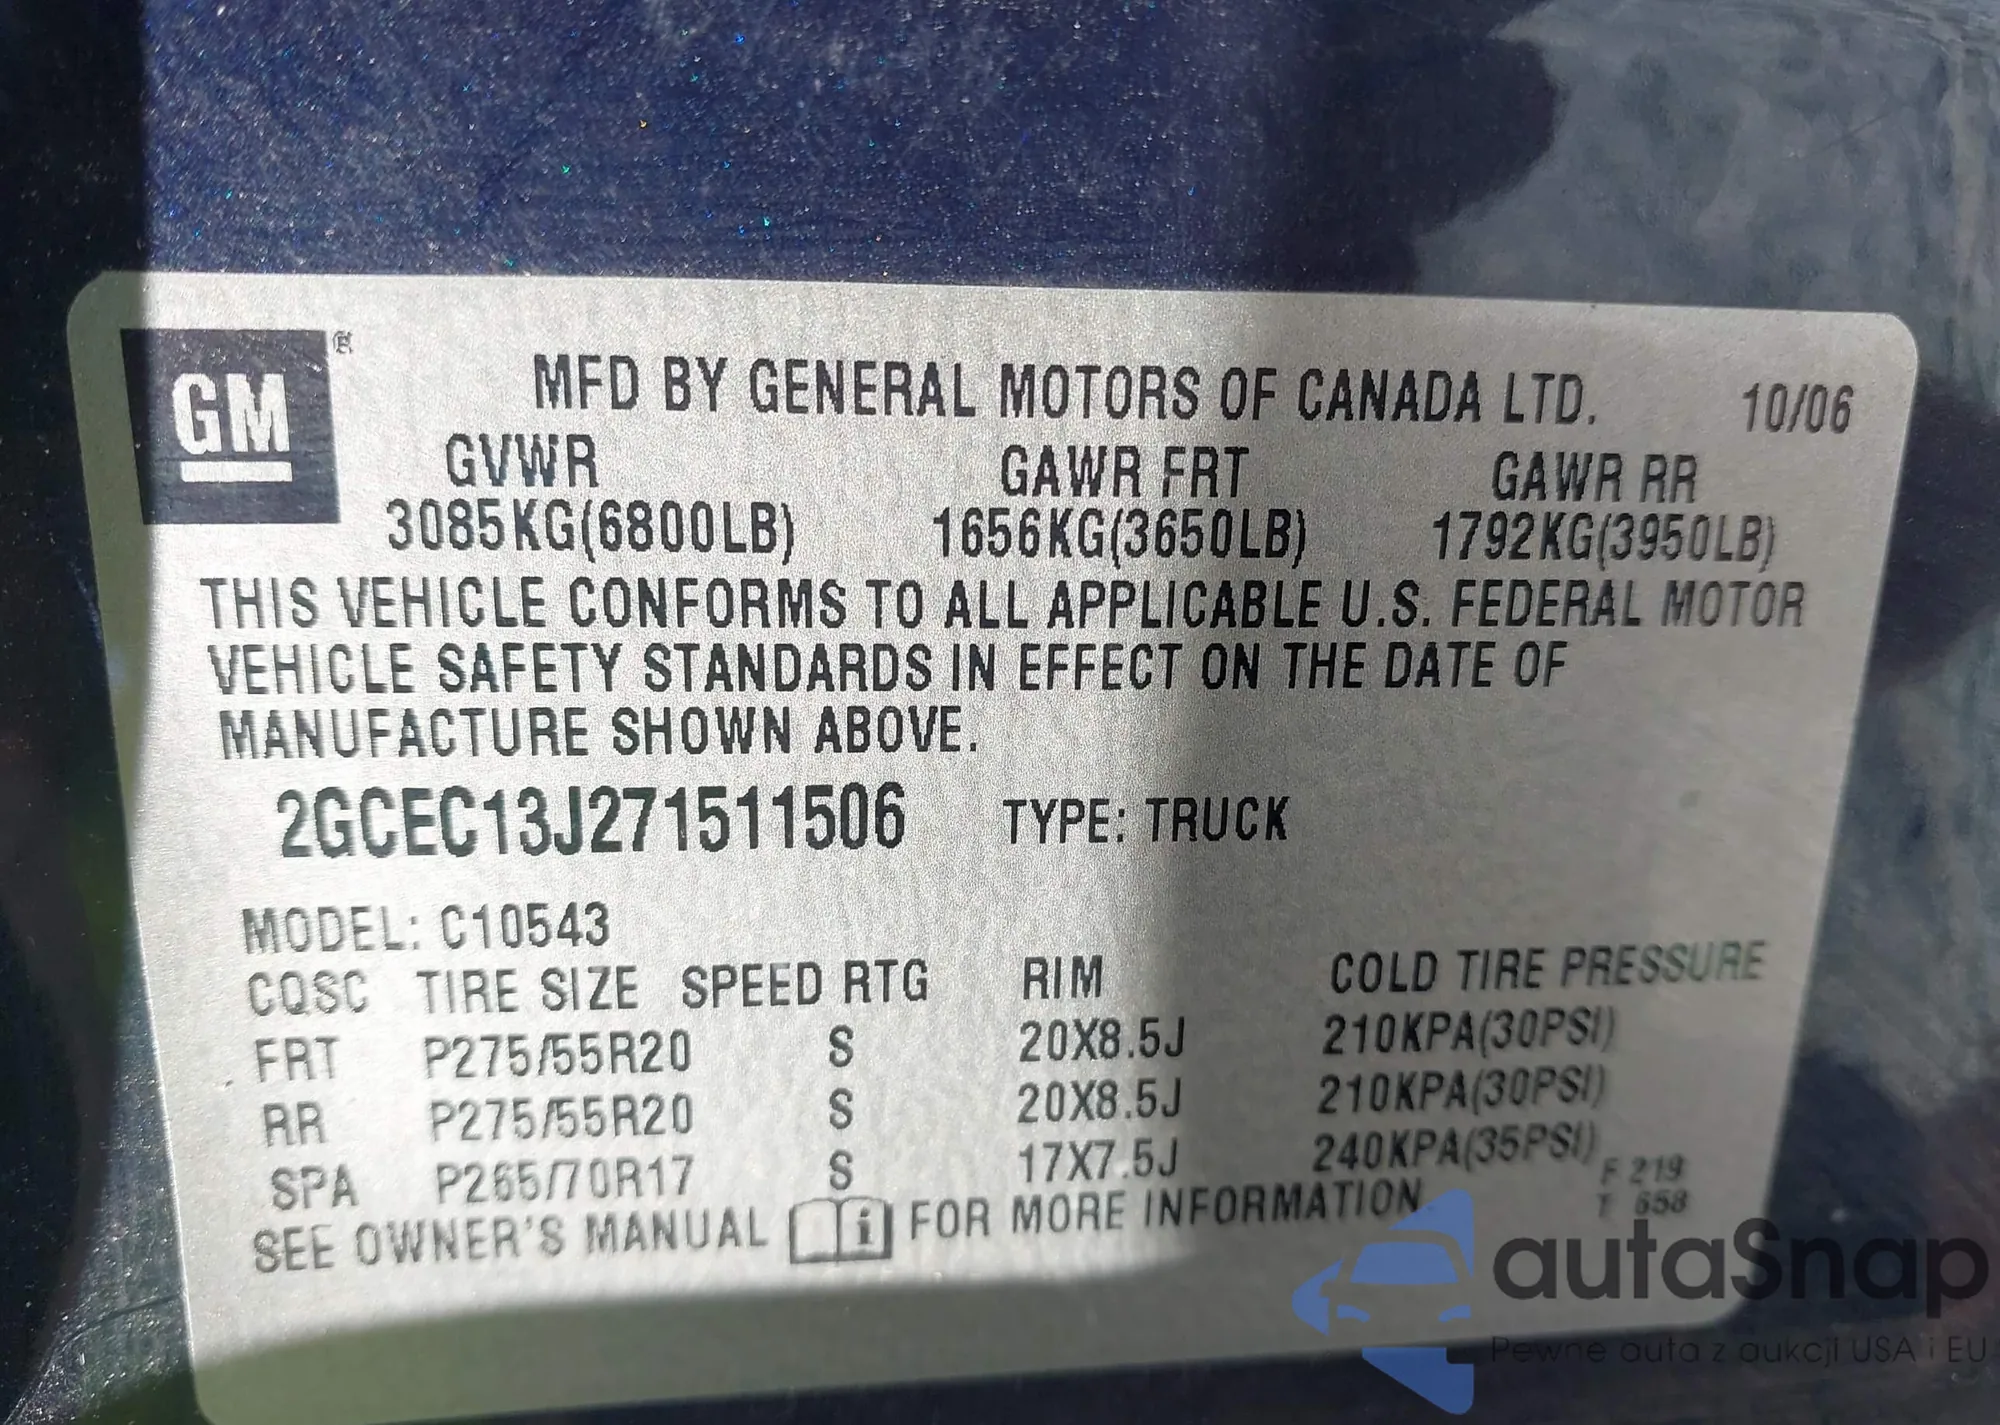 GM ®
MFD BY GENERAL MOTORS OF CANADA LTD. 10/06
GVWR GAWR FRT GAWR RR
3085KG(6800LB) 1656KG(3650LB) 1792KG(3950LB)
THIS VEHICLE CONFORMS TO ALL APPLICABLE U.S. FEDERAL MOTOR
VEHICLE SAFETY STANDARDS IN EFFECT ON THE DATE OF
MANUFACTURE SHOWN ABOVE.
2GCEC13J271511506 TYPE: TRUCK
MODEL: C10543
CQSC TIRE SIZE SPEED RTG RIM COLD TIRE PRESSURE
FRT P275/55R20 S 20X8.5J 210KPA(30PSI)
RR P275/55R20 S 20X8.5J 210KPA(30PSI)
SPA P265/70R17 S 17X7.5J 240KPA(35PSI)
F 219
T 658
SEE OWNER'S MANUAL i FOR MORE INFORMATION
autaSnap
Pewne auta z aukcji USA i EU